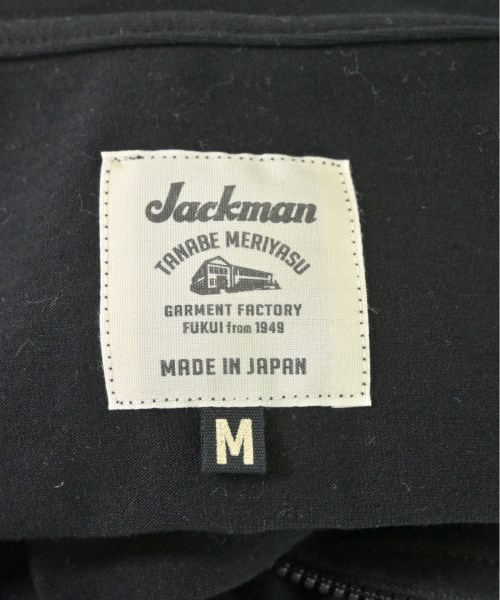 Jackman
TANABE MERIYASU
GARMENT FACTORY
FUKUI from 1949
MADE IN JAPAN
M